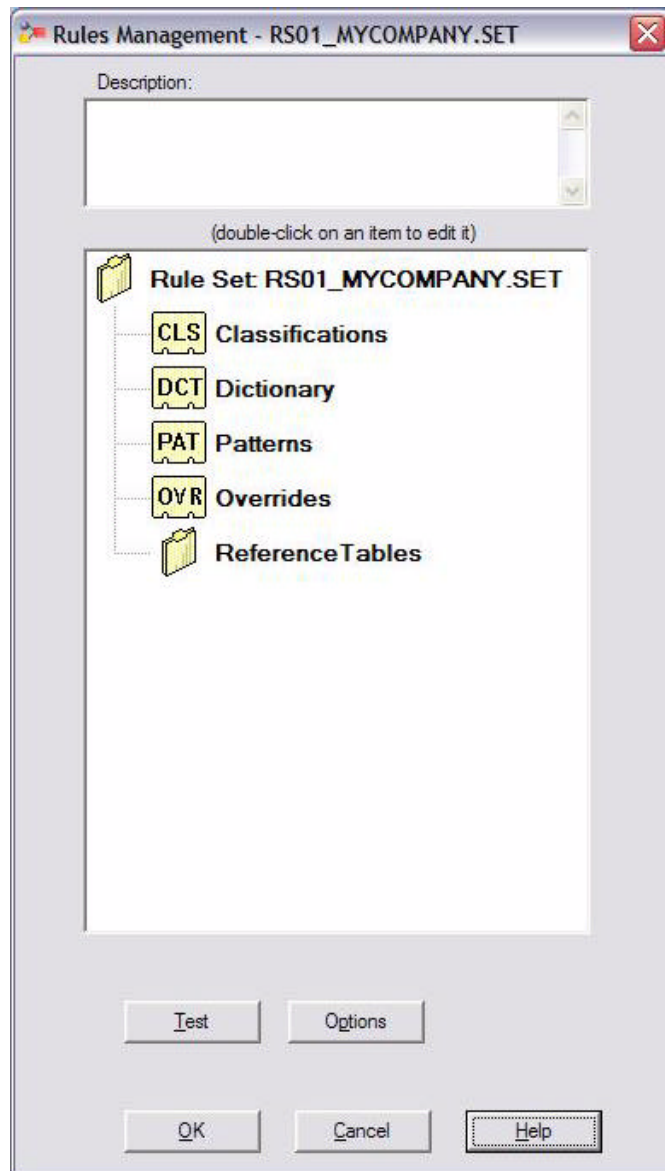 Rules Management - RS01_MYCOMPANY.SET
Description:
(double-click on an item to edit it)
Rule Set: RS01_MYCOMPANY.SET
CLS Classifications
DCT Dictionary
PAT Patterns
OVR Overrides
ReferenceTables
Test Options
OK Cancel Help